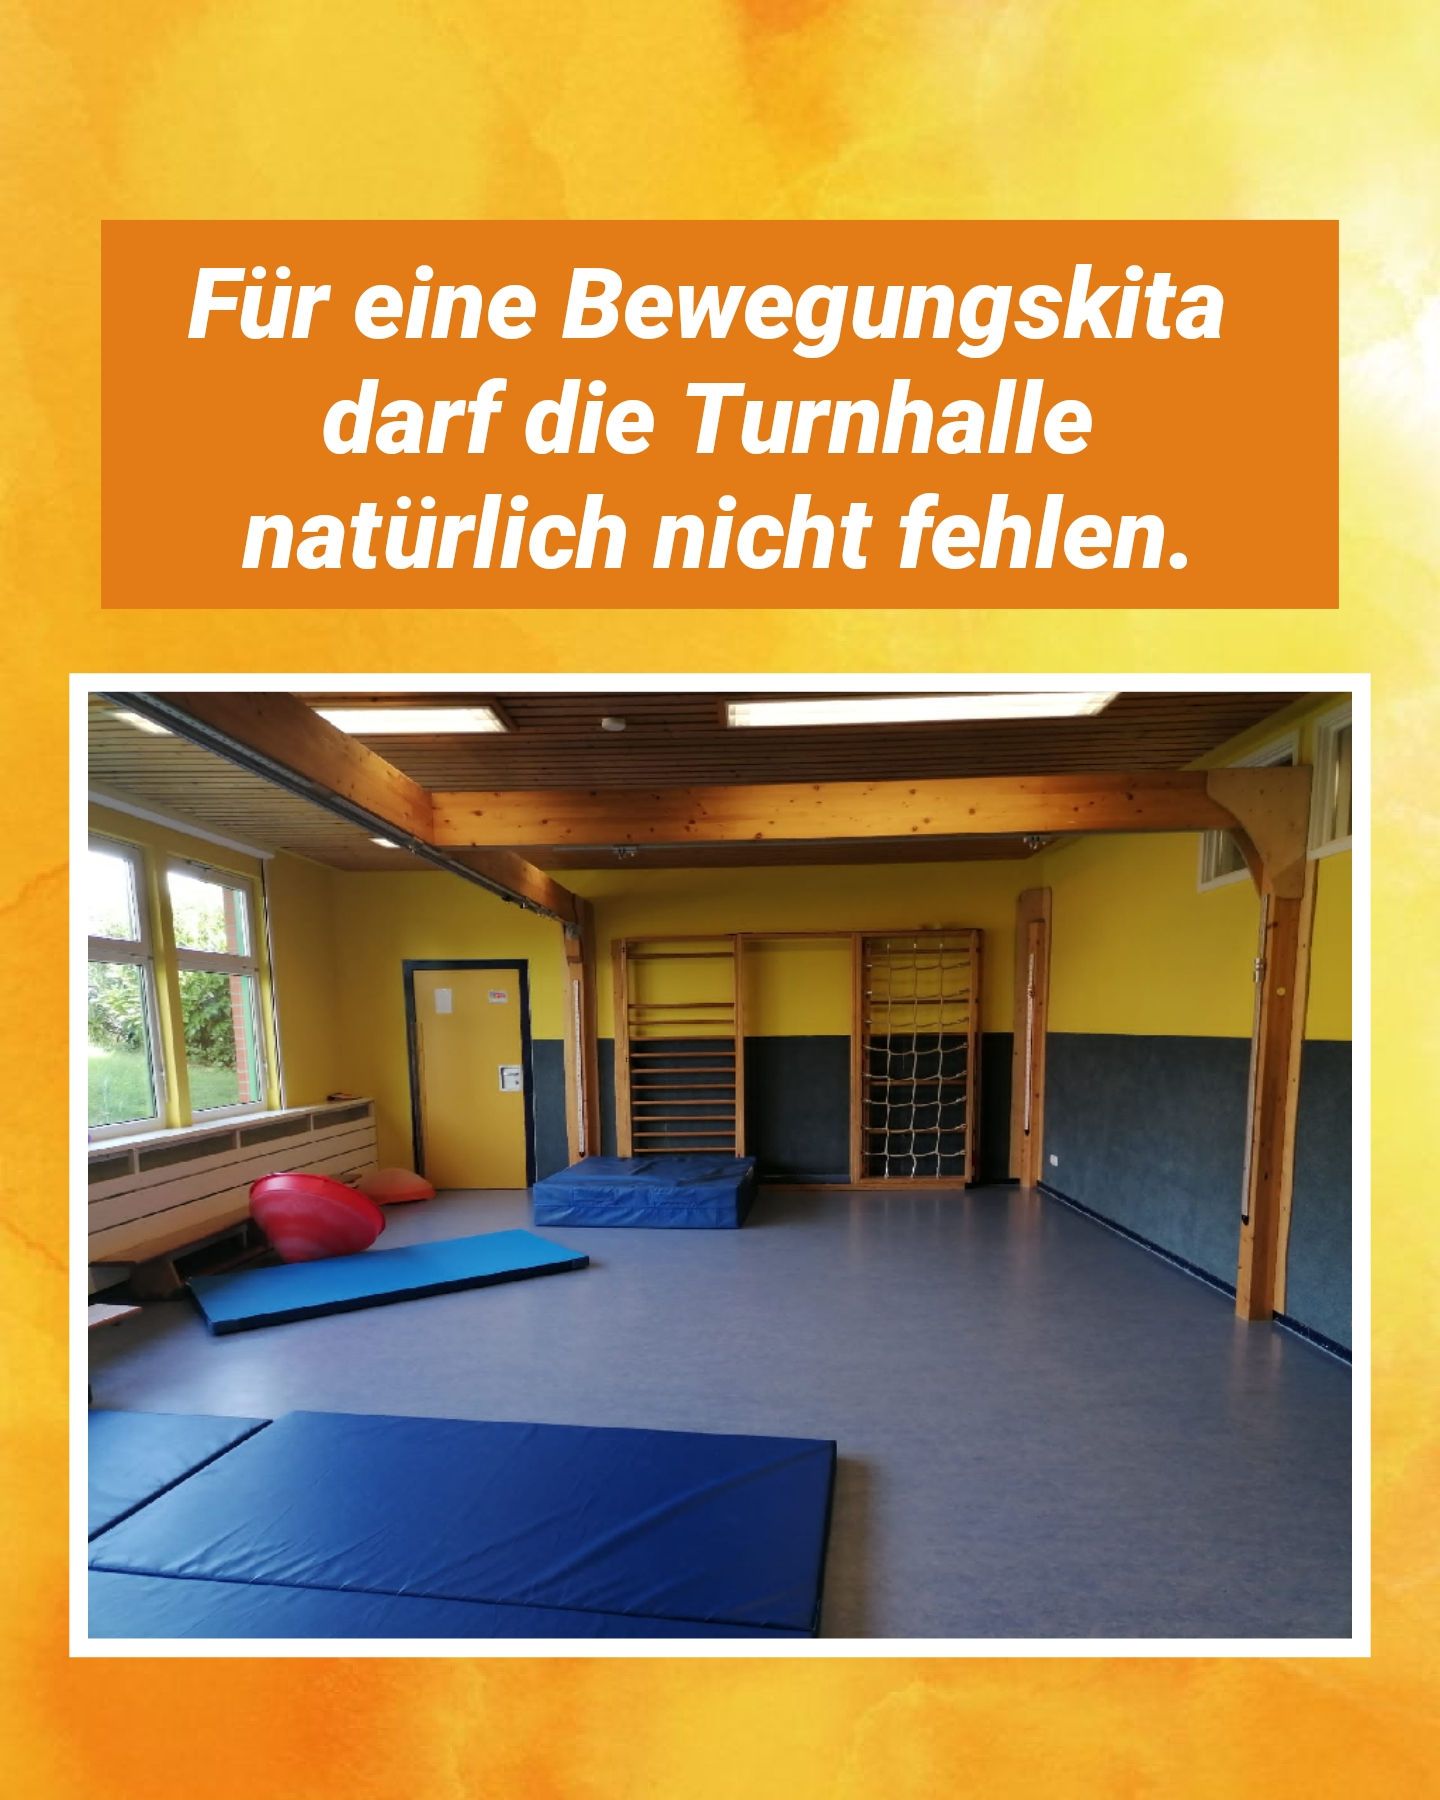 Für eine Bewegungskita
darf die Turnhalle
natürlich nicht fehlen.